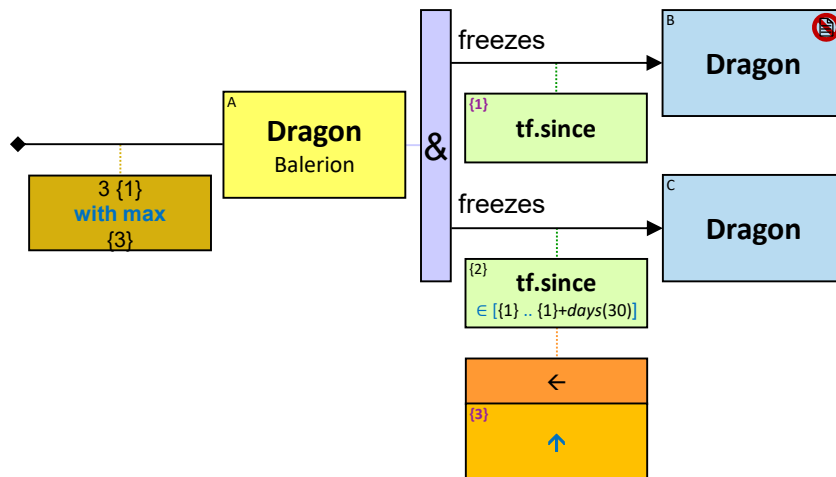 freezes
B
Dragon
{1}
tf.since
A
Dragon
Balerion
&
3 {1}
with max
{3}
freezes
C
Dragon
{2}
tf.since
∈ [{1} .. {1}+days(30)]
←
{3}
↑